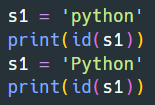 s1 = 'python'
print(id(s1))
s1 = 'Python'
print(id(s1))